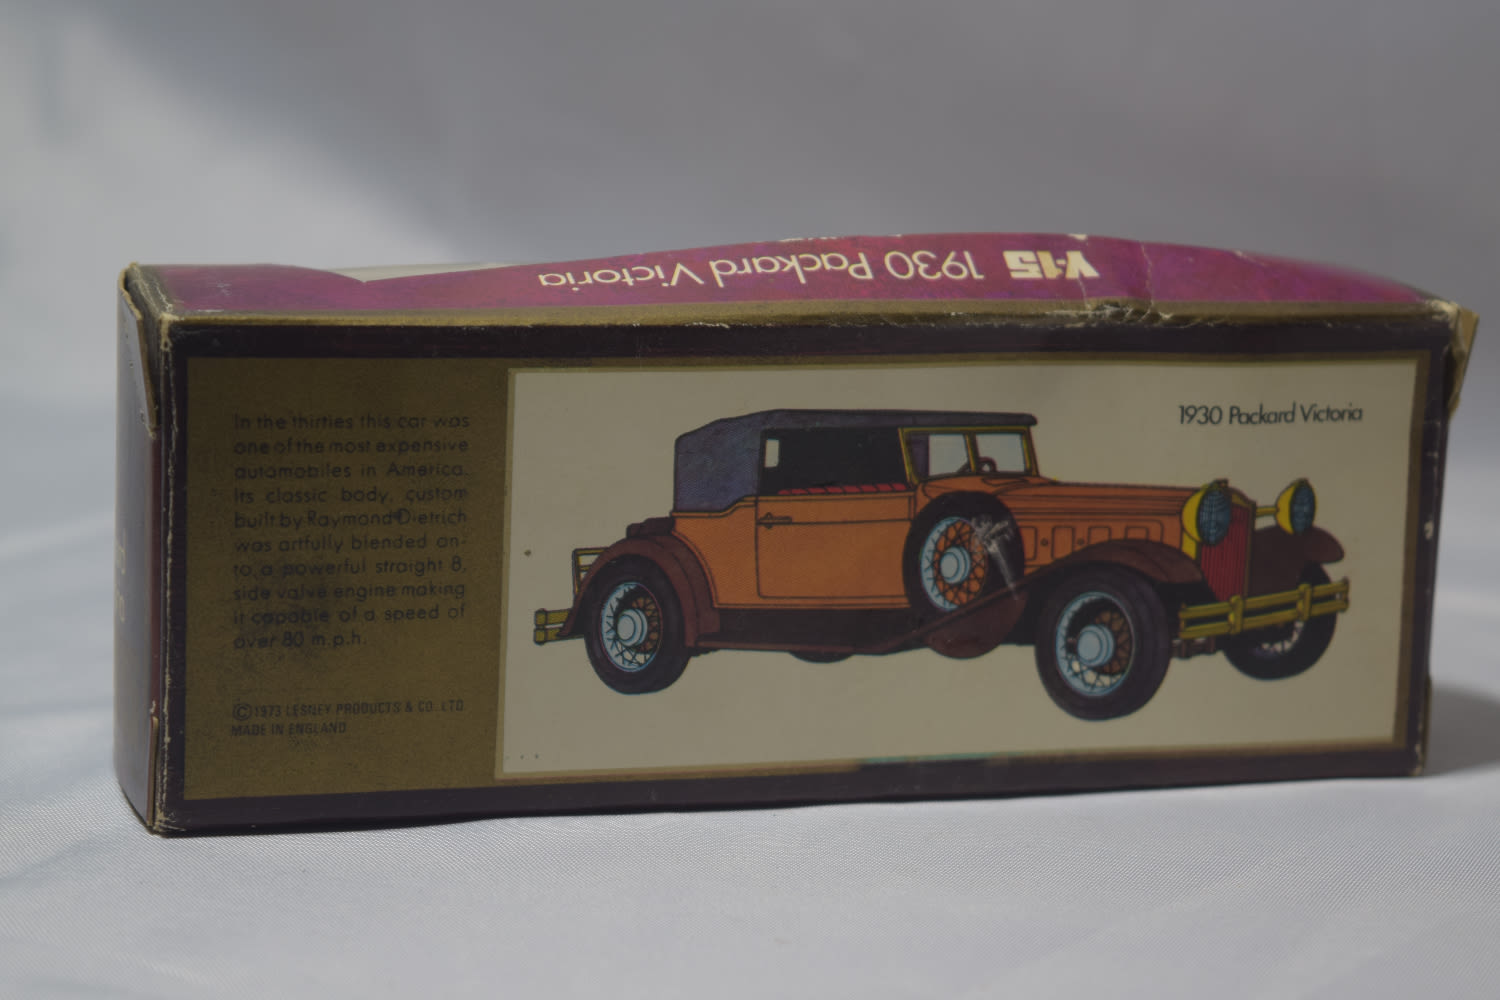 Y-15 1930 Packard Victoria
1930 Packard Victoria
In the thirties this car was
one of the most expensive
automobiles in America.
Its classic body, custom
built by Raymond Dietrich
was artfully blended on-
to a powerful straight 8,
side valve engine making
it capable of a speed of
over 80 m.p.h.
©1973 LESNEY PRODUCTS & CO. LTD.
MADE IN ENGLAND